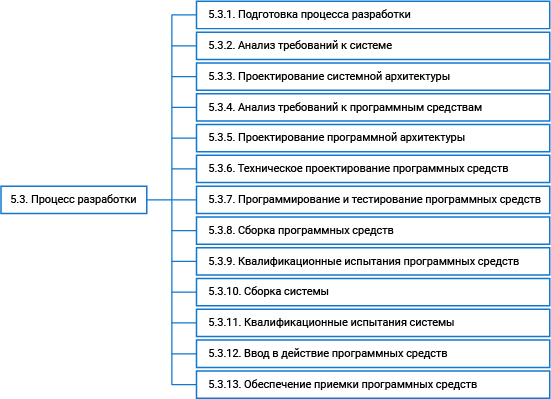 5.3. Процесс разработки
5.3.1. Подготовка процесса разработки
5.3.2. Анализ требований к системе
5.3.3. Проектирование системной архитектуры
5.3.4. Анализ требований к программным средствам
5.3.5. Проектирование программной архитектуры
5.3.6. Техническое проектирование программных средств
5.3.7. Программирование и тестирование программных средств
5.3.8. Сборка программных средств
5.3.9. Квалификационные испытания программных средств
5.3.10. Сборка системы
5.3.11. Квалификационные испытания системы
5.3.12. Ввод в действие программных средств
5.3.13. Обеспечение приемки программных средств